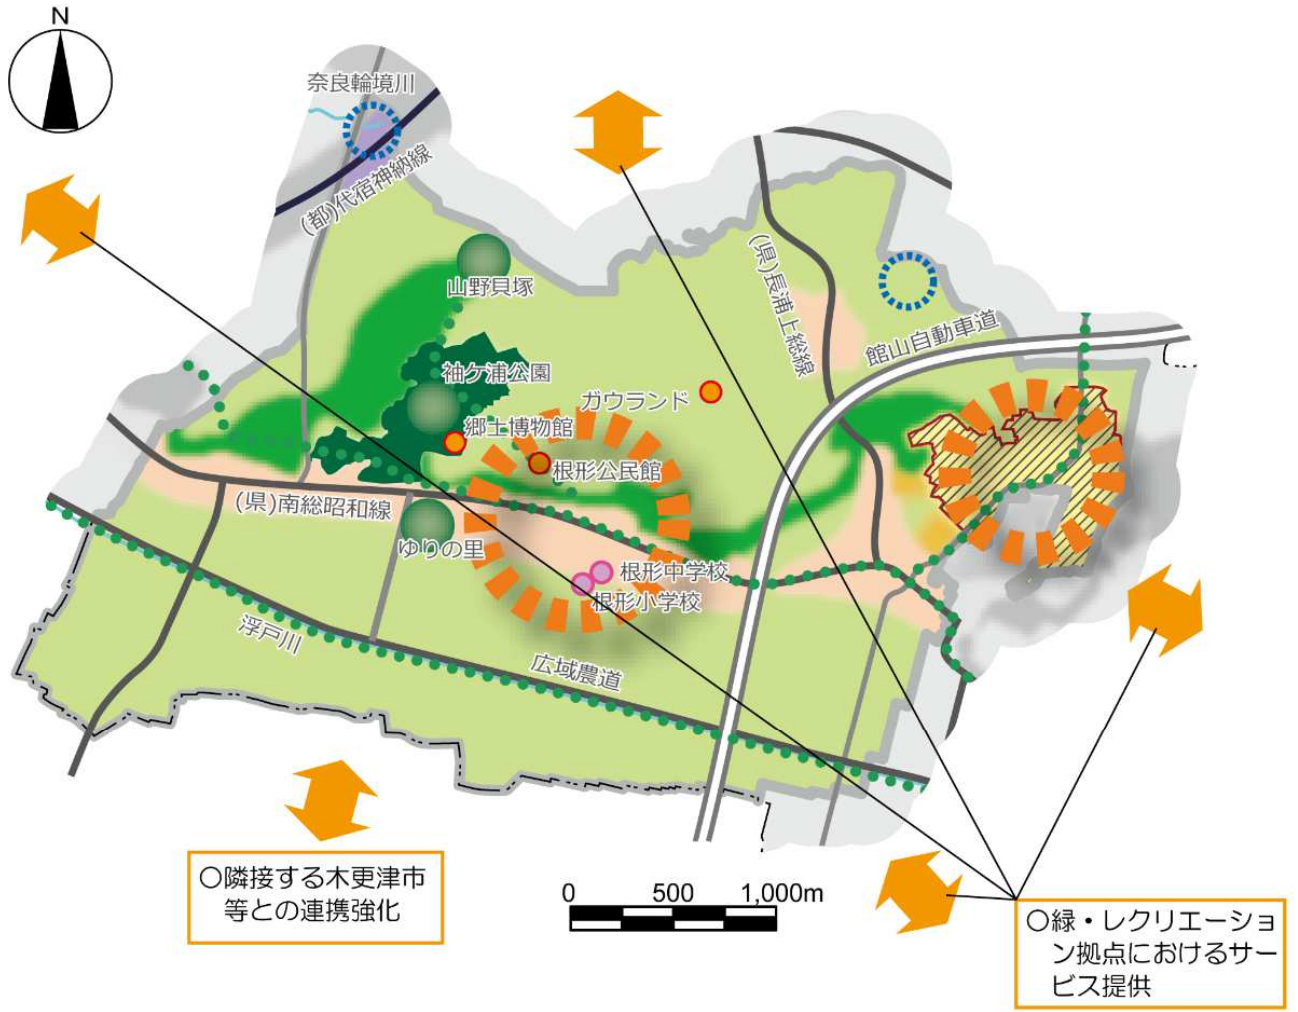 N
奈良輪境川
(都)代宿神納線
山野貝塚
(県)長浦上総線
館山自動車道
袖ケ浦公園
ガウランド
郷土博物館
根形公民館
(県)南総昭和線
ゆりの里
根形中学校
根形小学校
浮戸川
広域農道
○隣接する木更津市
等との連携強化
0 500 1,000m
○緑・レクリエーショ
ン拠点におけるサー
ビス提供